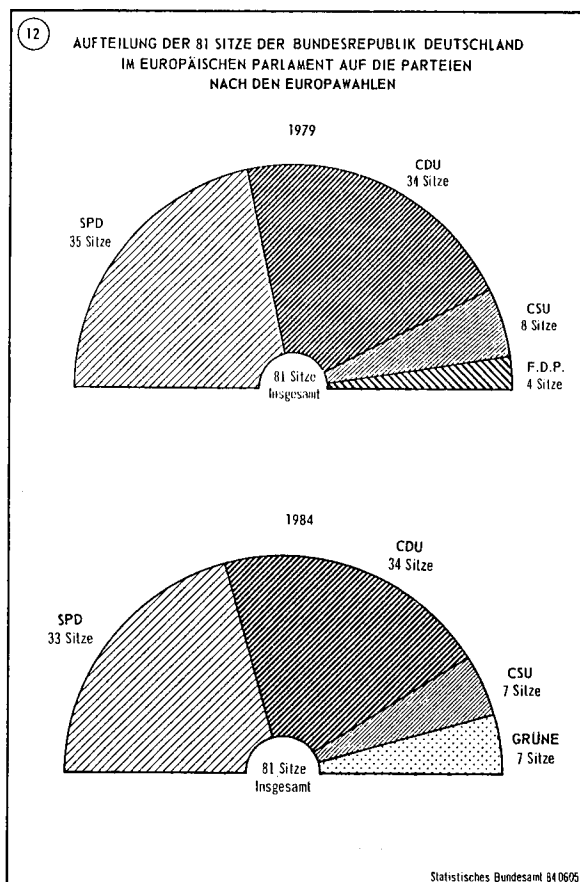 12
AUFTEILUNG DER 81 SITZE DER BUNDESREPUBLIK DEUTSCHLAND
IM EUROPÄISCHEN PARLAMENT AUF DIE PARTEIEN
NACH DEN EUROPAWAHLEN
1979
CDU
34 Sitze
SPD
35 Sitze
CSU
8 Sitze
F.D.P.
4 Sitze
81 Sitze
Insgesamt
1984
CDU
34 Sitze
SPD
33 Sitze
CSU
7 Sitze
GRÜNE
7 Sitze
81 Sitze
Insgesamt
Statistisches Bundesamt 84 0605